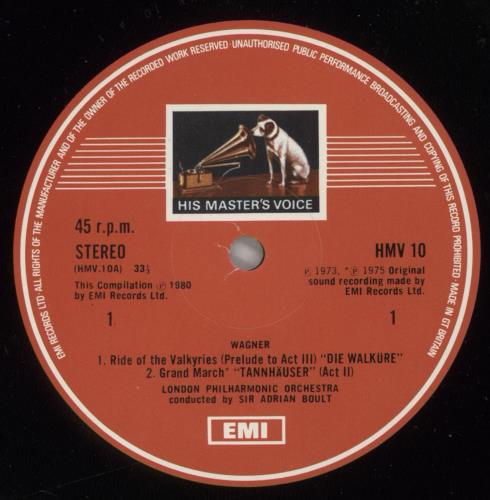 EMI RECORDS LTD ALL RIGHTS OF THE MANUFACTURER AND OF THE OWNER OF THE RECORDED WORK RESERVED·UNAUTHORISED PUBLIC PERFORMANCE BROADCASTING AND COPYING OF THIS RECORD PROHIBITED. MADE IN GT BRITAIN
HIS MASTER'S VOICE
45 r.p.m.
STEREO
(HMV.10A) 33⅓
This Compilation ℗ 1980
by EMI Records Ltd.
1
HMV 10
℗ 1973, *℗ 1975 Original
sound recording made by
EMI Records Ltd.
1
WAGNER
1. Ride of the Valkyries (Prelude to Act III) "DIE WALKÜRE"
2. Grand March* "TANNHÄUSER" (Act II)
LONDON PHILHARMONIC ORCHESTRA
conducted by SIR ADRIAN BOULT
EMI